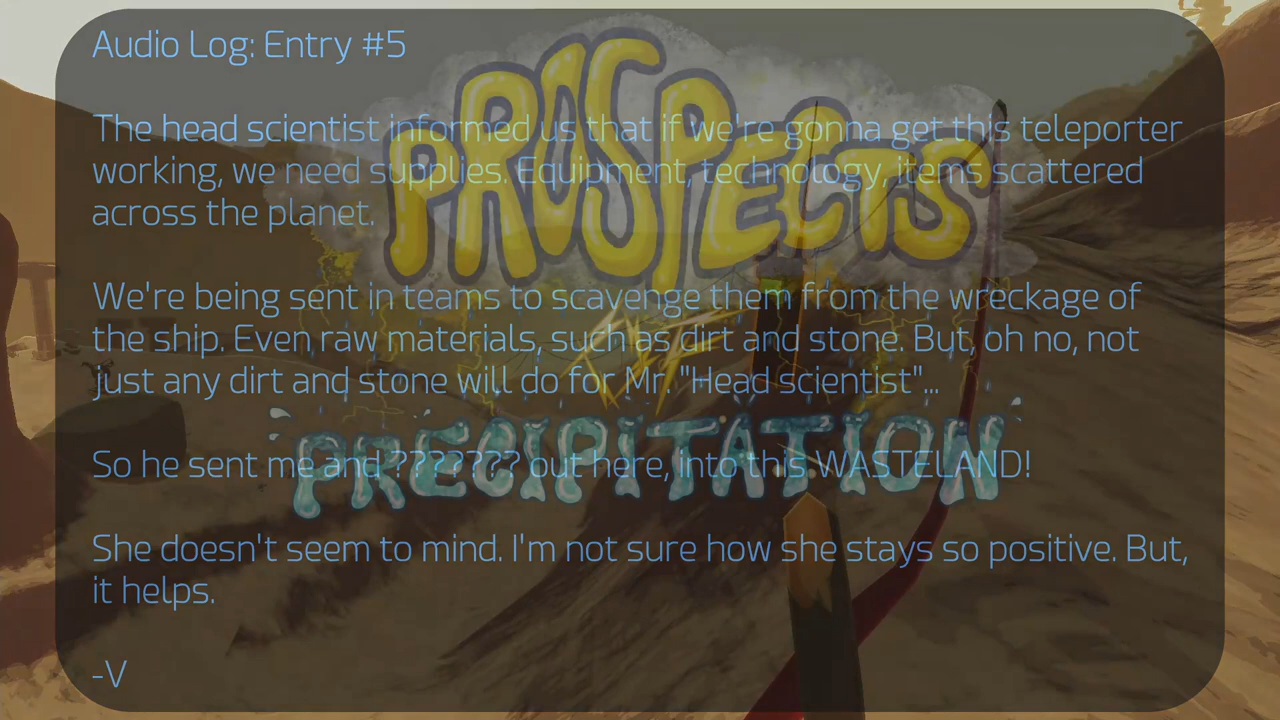 Audio Log: Entry #5
The head scientist informed us that if we're gonna get this teleporter
working, we need supplies. Equipment, technology, items scattered
across the planet.
We're being sent in teams to scavenge them from the wreckage of
the ship. Even raw materials, such as dirt and stone. But, oh no, not
just any dirt and stone will do for Mr. "Head scientist"...
So he sent me and ??????? out here, into this WASTELAND!
She doesn't seem to mind. I'm not sure how she stays so positive. But,
it helps.
-V
PROSPECTS
OF
PRECIPITATION